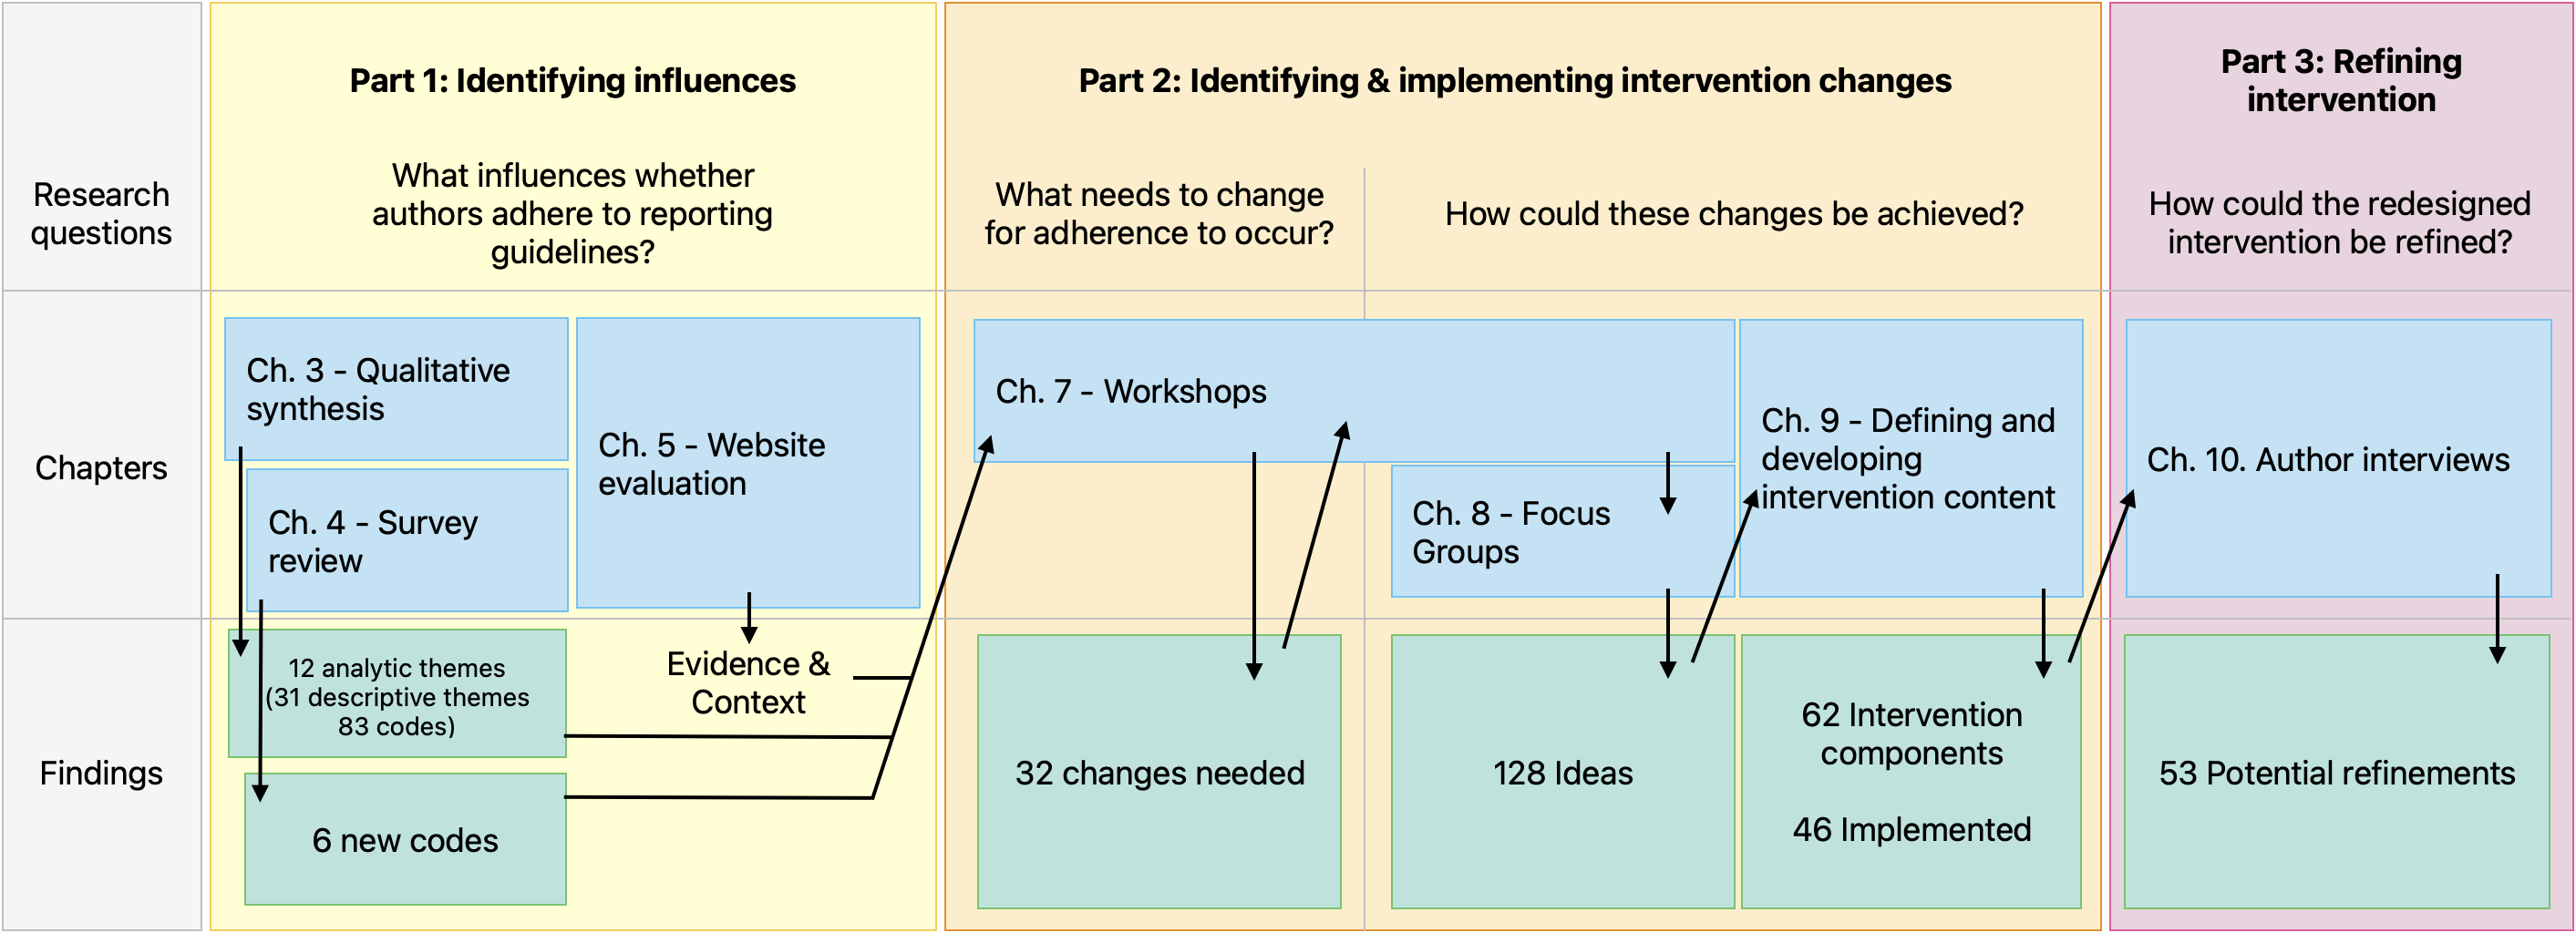 Part 1: Identifying influences
Part 2: Identifying & implementing intervention changes
Part 3: Refining
intervention
Research
questions
What influences whether
authors adhere to reporting
guidelines?
What needs to change
for adherence to occur?
How could these changes be achieved?
How could the redesigned
intervention be refined?
Chapters
Ch. 3 - Qualitative
synthesis
Ch. 4 - Survey
review
Ch. 5 - Website
evaluation
Ch. 7 - Workshops
Ch. 8 - Focus
Groups
Ch. 9 - Defining and
developing
intervention content
Ch. 10. Author interviews
Findings
12 analytic themes
(31 descriptive themes
83 codes)
6 new codes
Evidence &
Context
32 changes needed
128 Ideas
62 Intervention
components
46 Implemented
53 Potential refinements